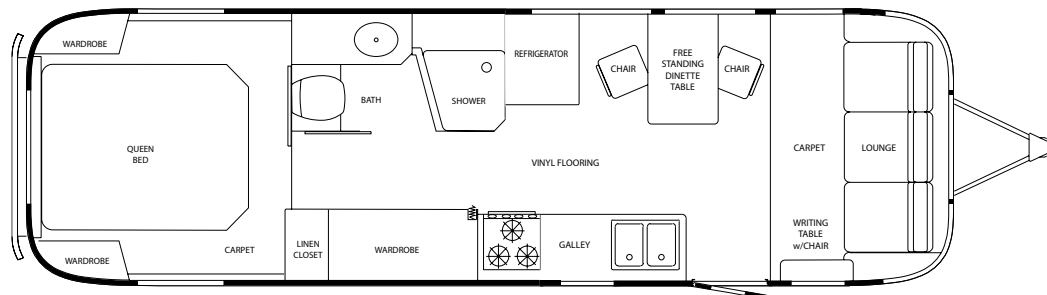 WARDROBE
QUEEN
BED
WARDROBE
CARPET
LINEN
CLOSET
WARDROBE
BATH
SHOWER
REFRIGERATOR
CHAIR
FREE
STANDING
DINETTE
TABLE
CHAIR
VINYL FLOORING
GALLEY
CARPET
LOUNGE
WRITING
TABLE
w/CHAIR